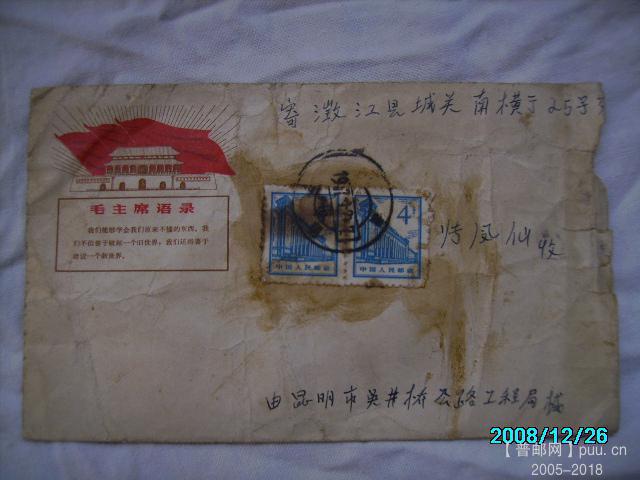 寄 澂江县城关南横于25号
毛主席语录
我们能够学会我们原来不懂的东西。我
们不但善于破坏一个旧世界,我们还将善于
建设一个新世界。
4
中国人民邮政 中国人民邮政
凤仙收
由昆明市吴井桥公路工程局
2008/12/26
【普邮网】puu.cn
2005-2018